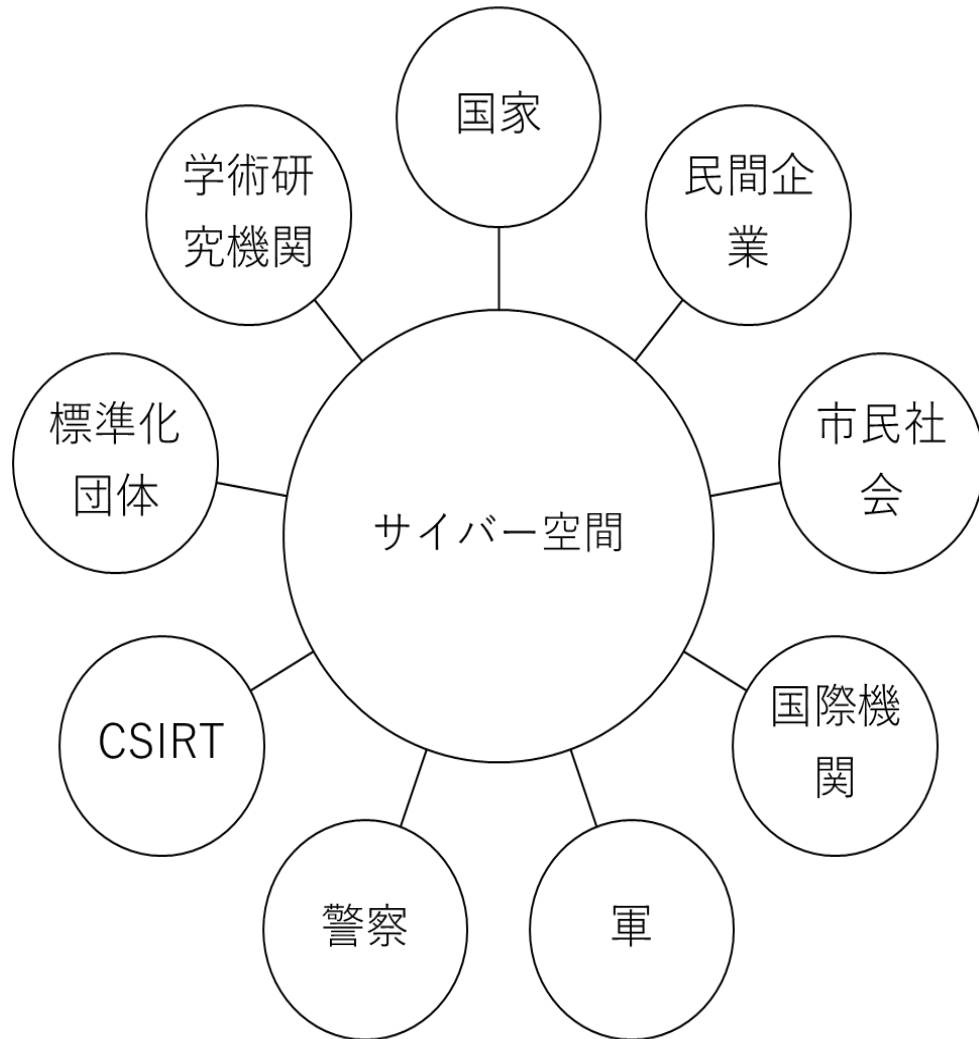 国家
民間企
業
市民社
会
国際機
関
軍
警察
CSIRT
標準化
団体
学術研
究機関
サイバー空間